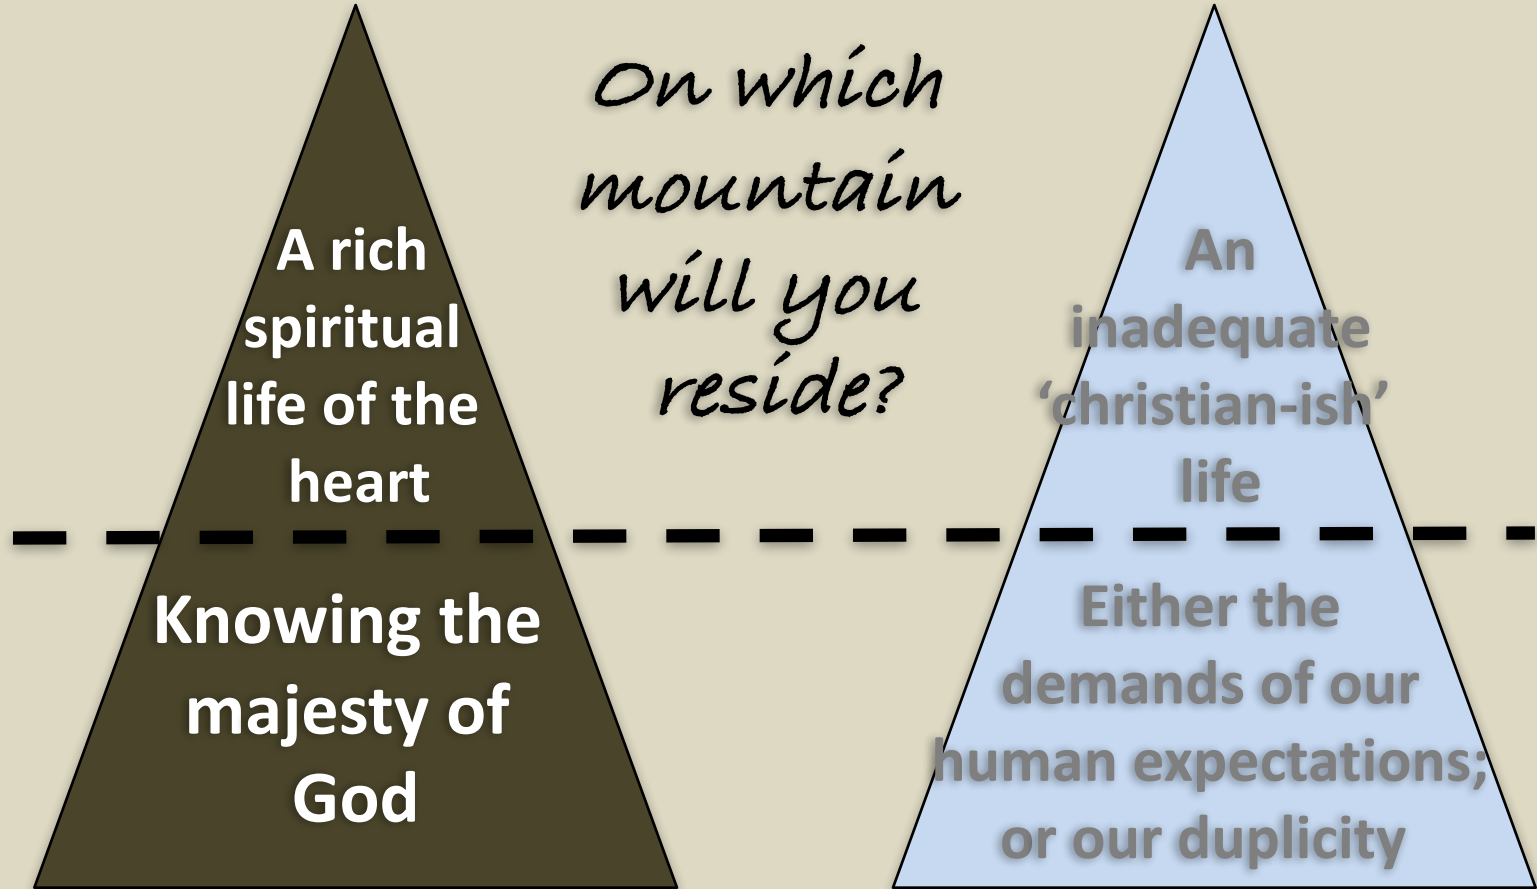 On which
mountain
will you
reside?
A rich
spiritual
life of the
heart
Knowing the
majesty of
God
An
inadequate
‘christian-ish’
life
Either the
demands of our
human expectations;
or our duplicity